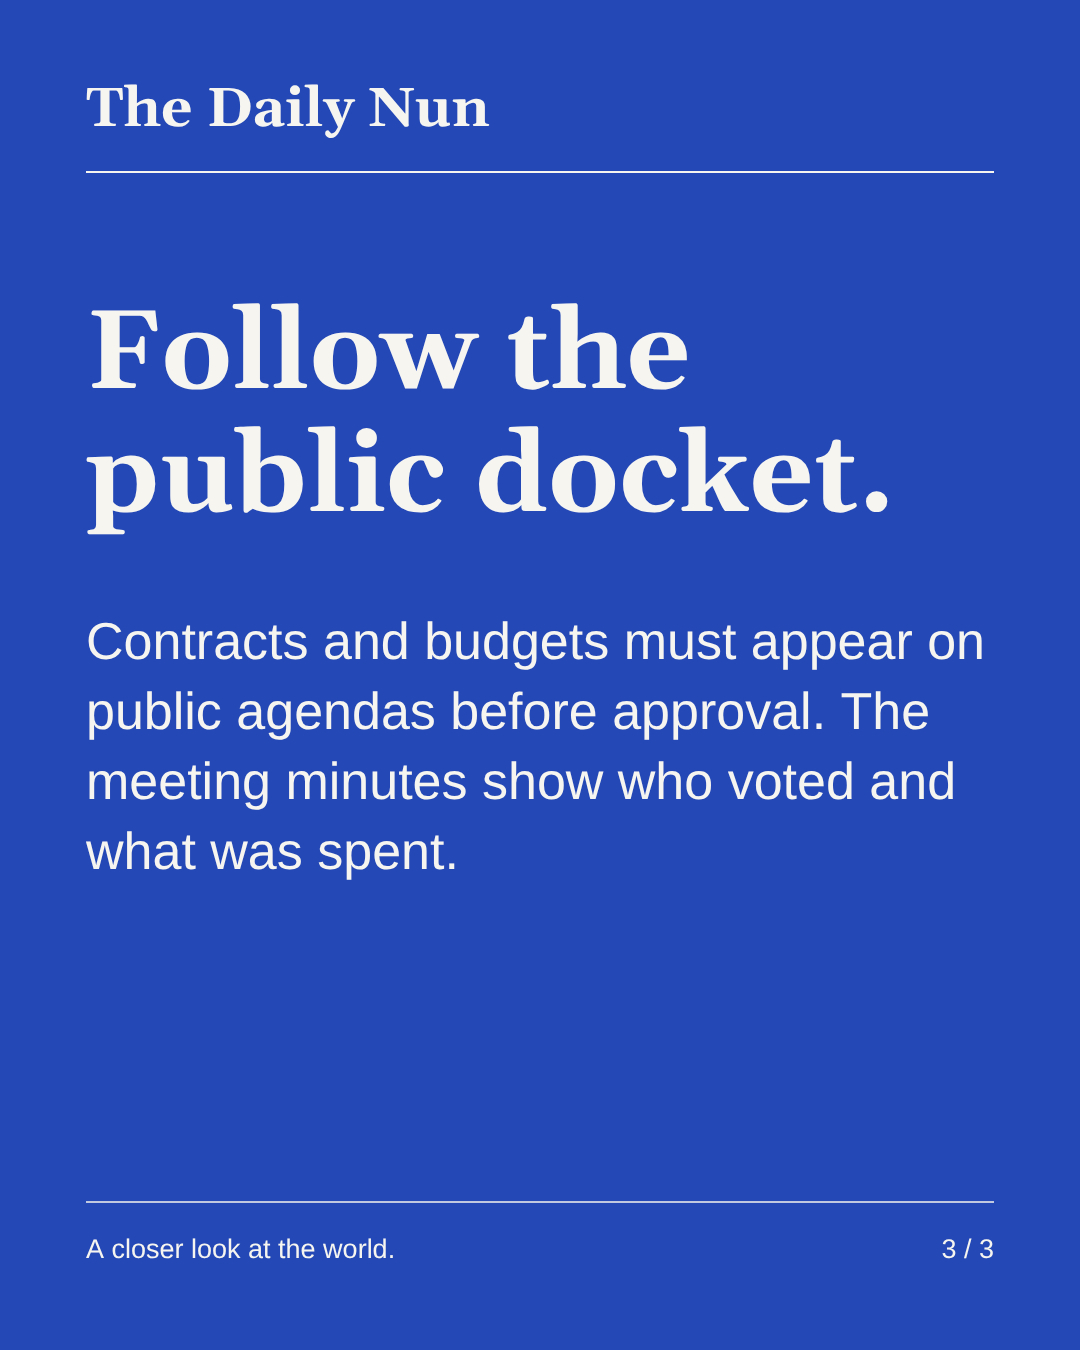 The Daily Nun
Follow the
public docket.
Contracts and budgets must appear on
public agendas before approval. The
meeting minutes show who voted and
what was spent.
A closer look at the world.
3 / 3